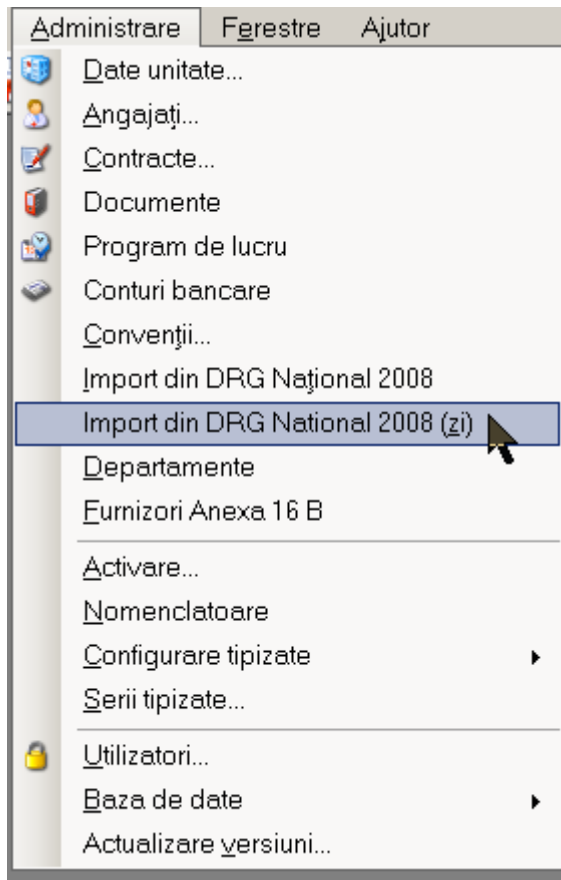 Administrare Ferestre Ajutor
Date unitate...
Angajați...
Contracte...
Documente
Program de lucru
Conturi bancare
Convenții...
Import din DRG Național 2008
Import din DRG National 2008 (zi)
Departamente
Furnizori Anexa 16 B
Activare...
Nomenclatoare
Configurare tipizate
Serii tipizate...
Utilizatori...
Baza de date
Actualizare versiuni...